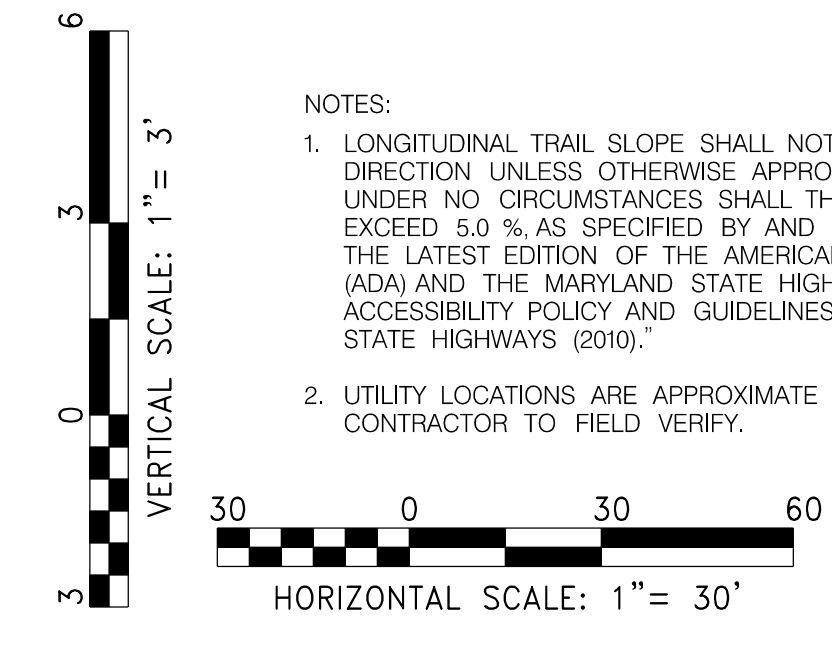 6
3
0
3
VERTICAL SCALE: 1"= 3'
NOTES:
1. LONGITUDINAL TRAIL SLOPE SHALL NOT
DIRECTION UNLESS OTHERWISE APPRO
UNDER NO CIRCUMSTANCES SHALL TH
EXCEED 5.0 %, AS SPECIFIED BY AND
THE LATEST EDITION OF THE AMERICA
(ADA) AND THE MARYLAND STATE HIGH
ACCESSIBILITY POLICY AND GUIDELINES
STATE HIGHWAYS (2010)."
2. UTILITY LOCATIONS ARE APPROXIMATE
CONTRACTOR TO FIELD VERIFY.
30 0 30 60
HORIZONTAL SCALE: 1"= 30'